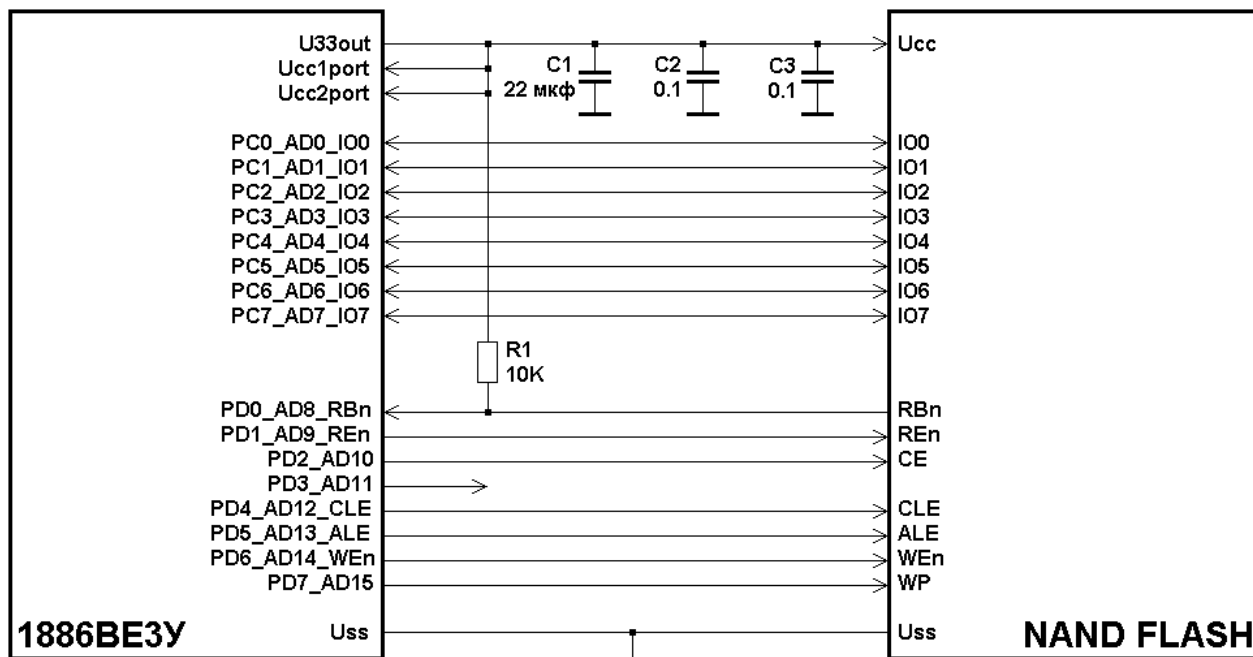 U33out Ucc
Ucc1port C1 C2 C3
Ucc2port 22 мкф 0.1 0.1
PC0_AD0_IO0 IO0
PC1_AD1_IO1 IO1
PC2_AD2_IO2 IO2
PC3_AD3_IO3 IO3
PC4_AD4_IO4 IO4
PC5_AD5_IO5 IO5
PC6_AD6_IO6 IO6
PC7_AD7_IO7 IO7
R1
10K
PD0_AD8_RBn RBn
PD1_AD9_REn REn
PD2_AD10 CE
PD3_AD11
PD4_AD12_CLE CLE
PD5_AD13_ALE ALE
PD6_AD14_WEn WEn
PD7_AD15 WP
1886ВЕ3У Uss Uss NAND FLASH